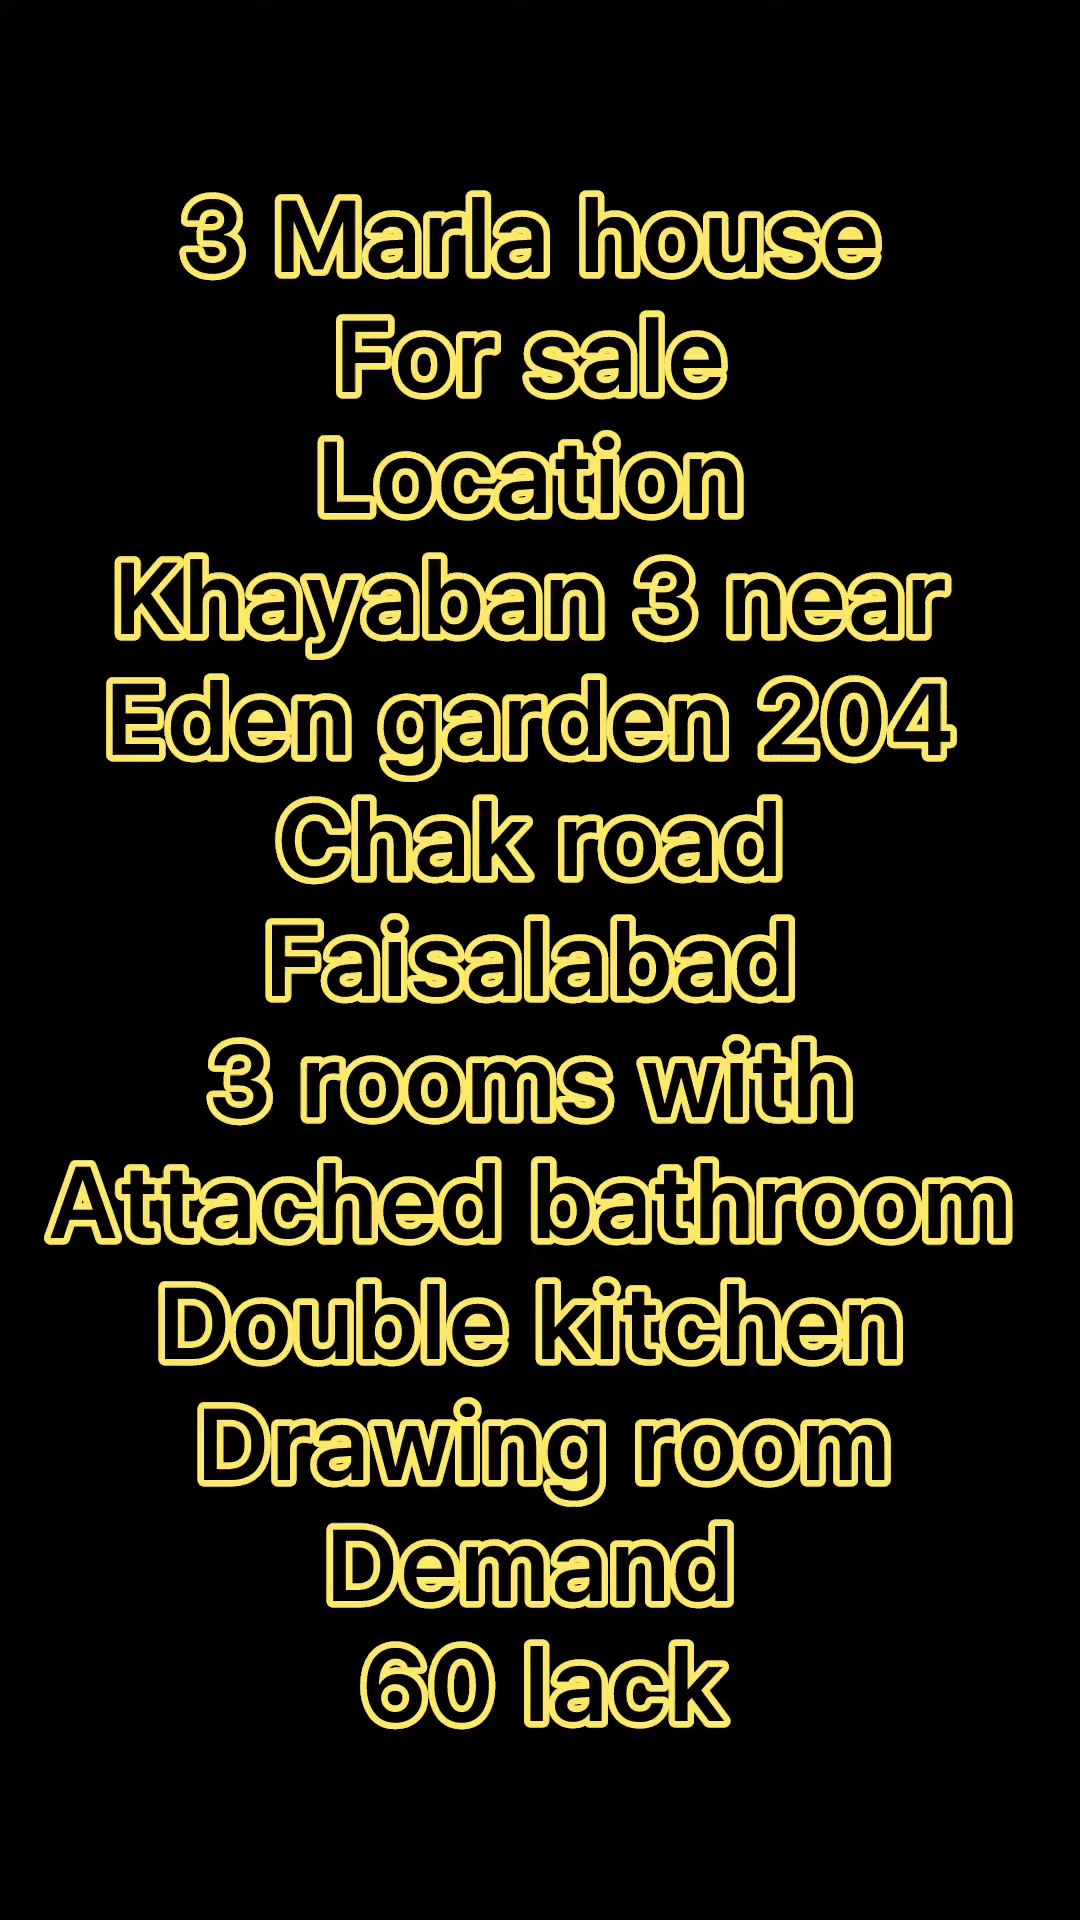 3 Marla house
For sale
Location
Khayaban 3 near
Eden garden 204
Chak road
Faisalabad
3 rooms with
Attached bathroom
Double kitchen
Drawing room
Demand
60 lack